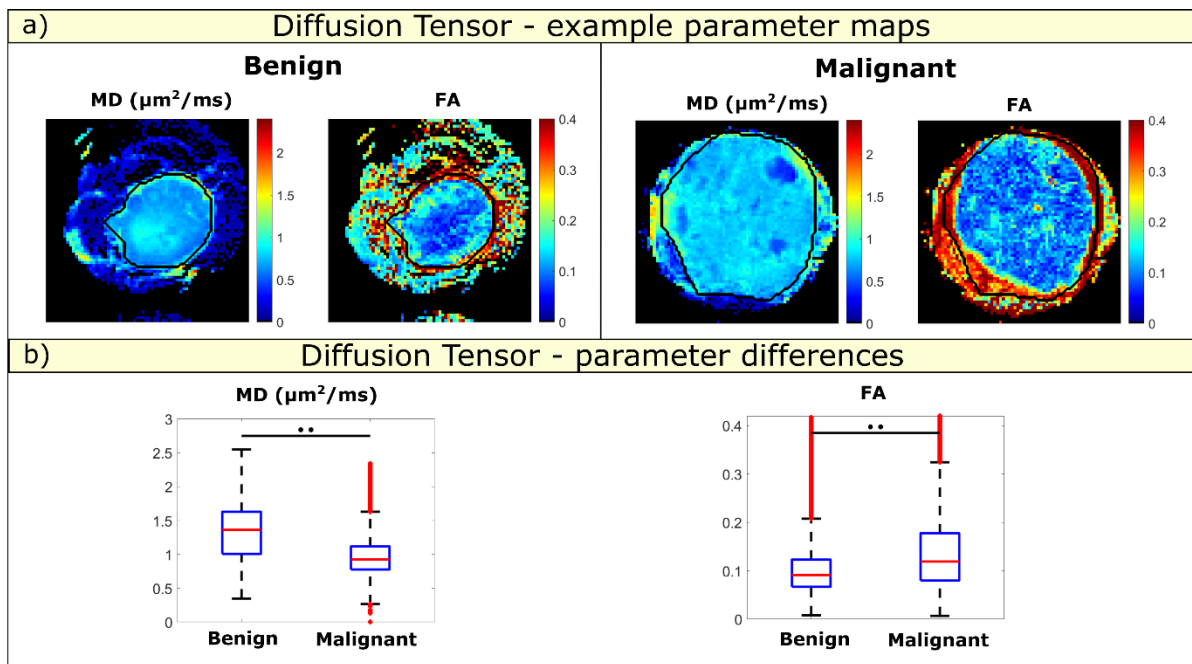 a)
Diffusion Tensor - example parameter maps
Benign
MD (µm²/ms)
FA
2
1.5
1
0.5
0
0.4
0.3
0.2
0.1
0
Malignant
MD (µm²/ms)
FA
2
1.5
1
0.5
0
0.4
0.3
0.2
0.1
0
b)
Diffusion Tensor - parameter differences
MD (µm²/ms)
3
2.5
2
1.5
1
0.5
0
••
Benign
Malignant
FA
0.4
0.3
0.2
0.1
0
••
Benign
Malignant